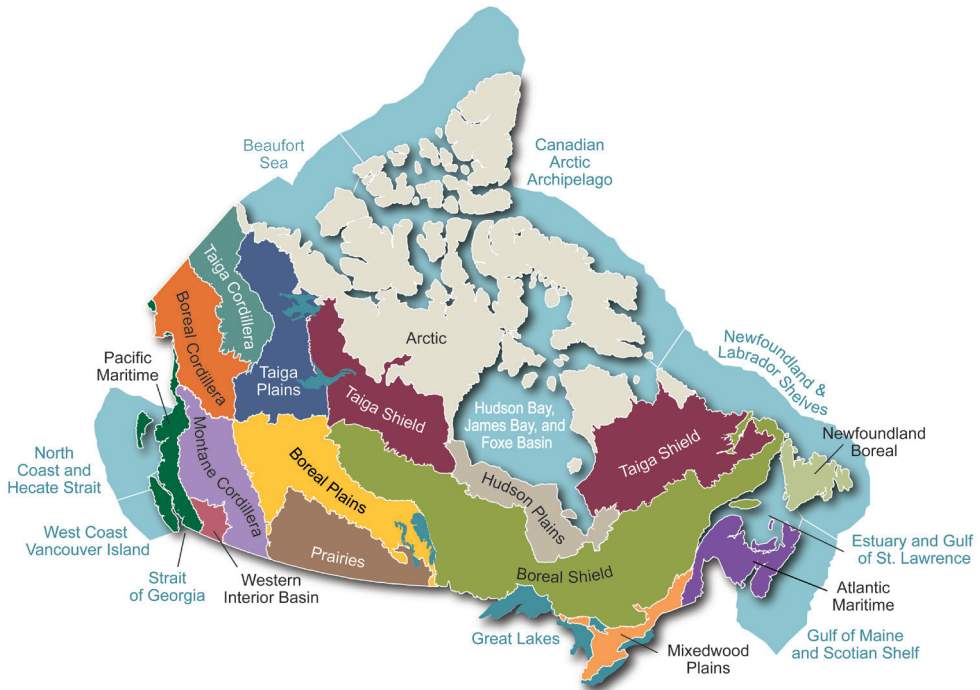 Beaufort
Sea
Canadian
Arctic
Archipelago
Taiga Cordillera
Boreal Cordillera
Arctic
Pacific
Maritime
Taiga
Plains
Taiga Shield
Hudson Bay,
James Bay, and
Foxe Basin
Newfoundland &
Labrador Shelves
Taiga Shield
Newfoundland
Boreal
North
Coast and
Hecate Strait
Montane Cordillera
Boreal Plains
Hudson Plains
West Coast
Vancouver Island
Prairies
Estuary and Gulf
of St. Lawrence
Strait
of Georgia
Western
Interior Basin
Boreal Shield
Atlantic
Maritime
Great Lakes
Mixedwood
Plains
Gulf of Maine
and Scotian Shelf